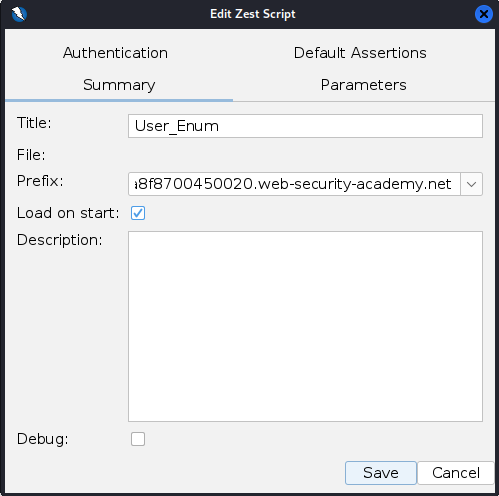 Edit Zest Script
Authentication Default Assertions
Summary Parameters
Title: User_Enum
File:
Prefix: a8f8700450020.web-security-academy.net
Load on start:
Description:
Debug:
Save Cancel